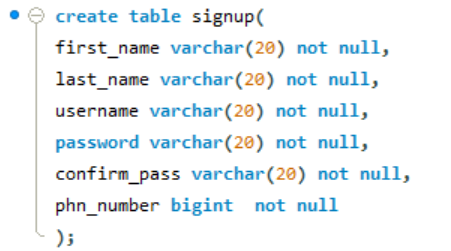 create table signup(
first_name varchar(20) not null,
last_name varchar(20) not null,
username varchar(20) not null,
password varchar(20) not null,
confirm_pass varchar(20) not null,
phn_number bigint  not null
);